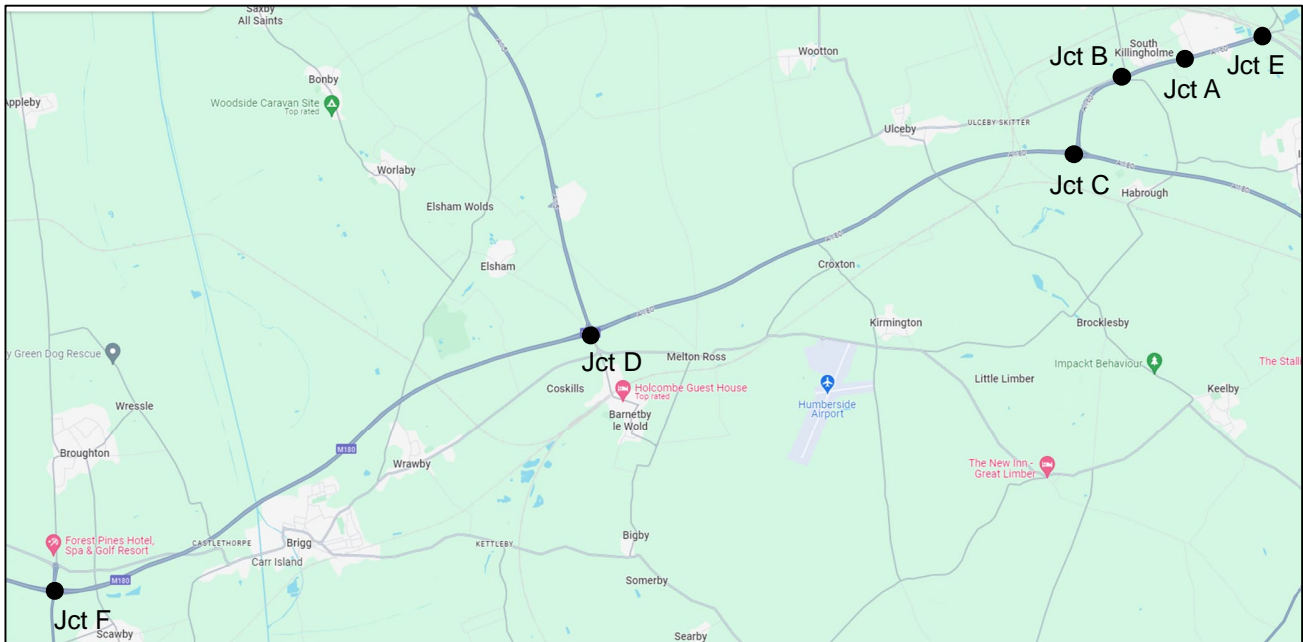 Saxby
All Saints
Wootton
South
Killingholme
Jct B
Jct E
Jct A
Bonby
Woodside Caravan Site
Top rated
Appleby
Ulceby
ULCEBY SKITTER
Worlaby
Jct C
Habrough
Elsham Wolds
Elsham
Croxton
Kirmington
Brocklesby
Jct D
Melton Ross
y Green Dog Rescue
Impackt Behaviour
The Stalli
Little Limber
Coskills
Holcombe Guest House
Top rated
Keelby
Humberside
Airport
Wressle
Barnetby
le Wold
M180
Broughton
Wrawby
The New Inn -
Great Limber
Forest Pines Hotel,
Spa & Golf Resort
CASTLETHORPE
Brigg
KETTLEBY
Bigby
Carr Island
M180
Somerby
Jct F
Scawby
Searby